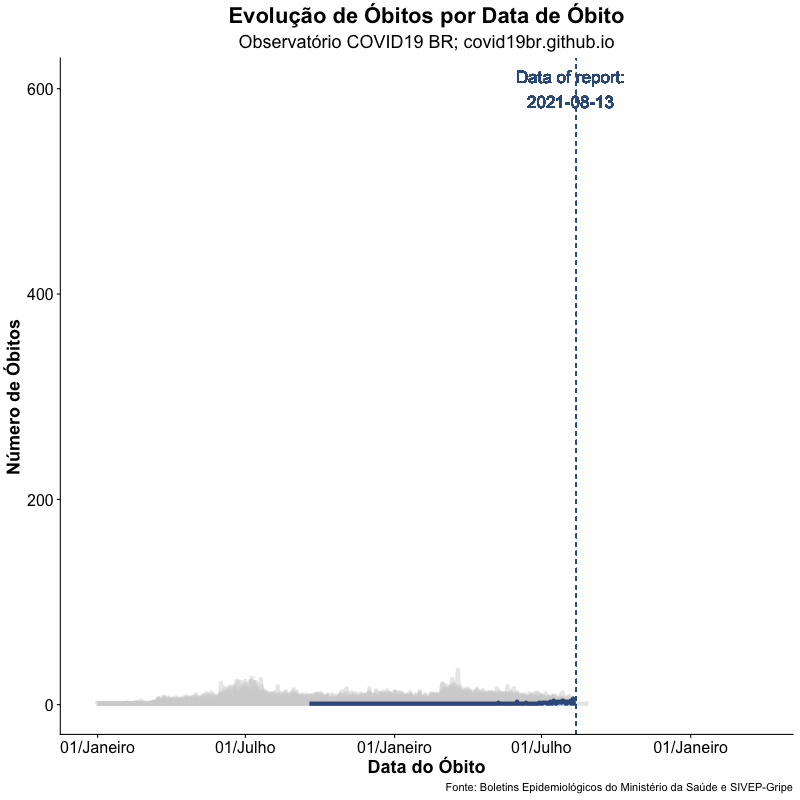 Evolução de Óbitos por Data de Óbito
Observatório COVID19 BR; covid19br.github.io
Data of report:
2021-08-13
600
400
200
0
Número de Óbitos
01/Janeiro
01/Julho
01/Janeiro
01/Julho
01/Janeiro
Data do Óbito
Fonte: Boletins Epidemiológicos do Ministério da Saúde e SIVEP-Gripe